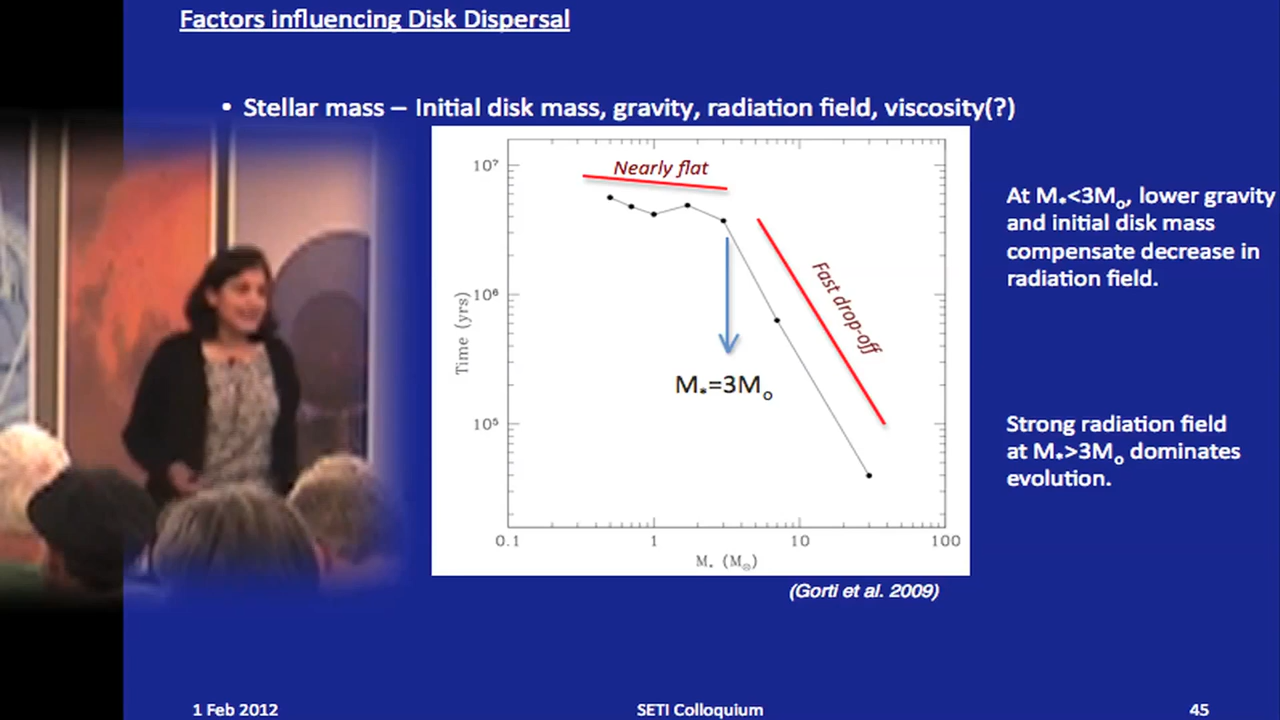 Factors influencing Disk Dispersal
• Stellar mass – Initial disk mass, gravity, radiation field, viscosity(?)
Nearly flat
Fast drop-off
M*=3Mo
10⁷
10⁶
10⁵
Time (yrs)
0.1 1 10 100
M* (M⊙)
(Gorti et al. 2009)
At M*<3Mo, lower gravity
and initial disk mass
compensate decrease in
radiation field.
Strong radiation field
at M*>3Mo dominates
evolution.
1 Feb 2012
SETI Colloquium
45